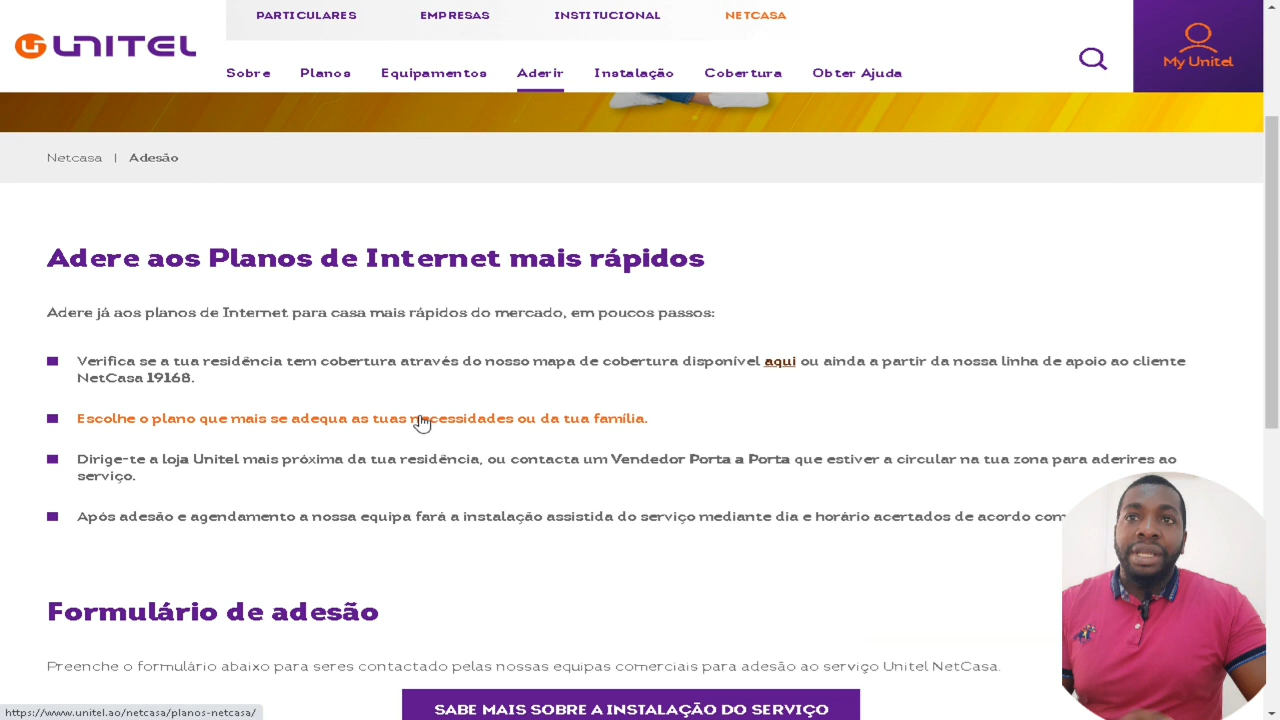 PARTICULARES EMPRESAS INSTITUCIONAL NETCASA
UNITEL
Sobre Planos Equipamentos Aderir Instalação Cobertura Obter Ajuda
My Unitel
Netcasa | Adesão
Adere aos Planos de Internet mais rápidos
Adere já aos planos de Internet para casa mais rápidos do mercado, em poucos passos:
Verifica se a tua residência tem cobertura através do nosso mapa de cobertura disponível aqui ou ainda a partir da nossa linha de apoio ao cliente
NetCasa 19168.
Escolhe o plano que mais se adequa as tuas necessidades ou da tua família.
Dirige-te a loja Unitel mais próxima da tua residência, ou contacta um Vendedor Porta a Porta que estiver a circular na tua zona para aderires ao
serviço.
Após adesão e agendamento a nossa equipa fará a instalação assistida do serviço mediante dia e horário acertados de acordo com
Formulário de adesão
Preenche o formulário abaixo para seres contactado pelas nossas equipas comerciais para adesão ao serviço Unitel NetCasa.
SABE MAIS SOBRE A INSTALAÇÃO DO SERVIÇO
https://www.unitel.ao/netcasa/planos-netcasa/